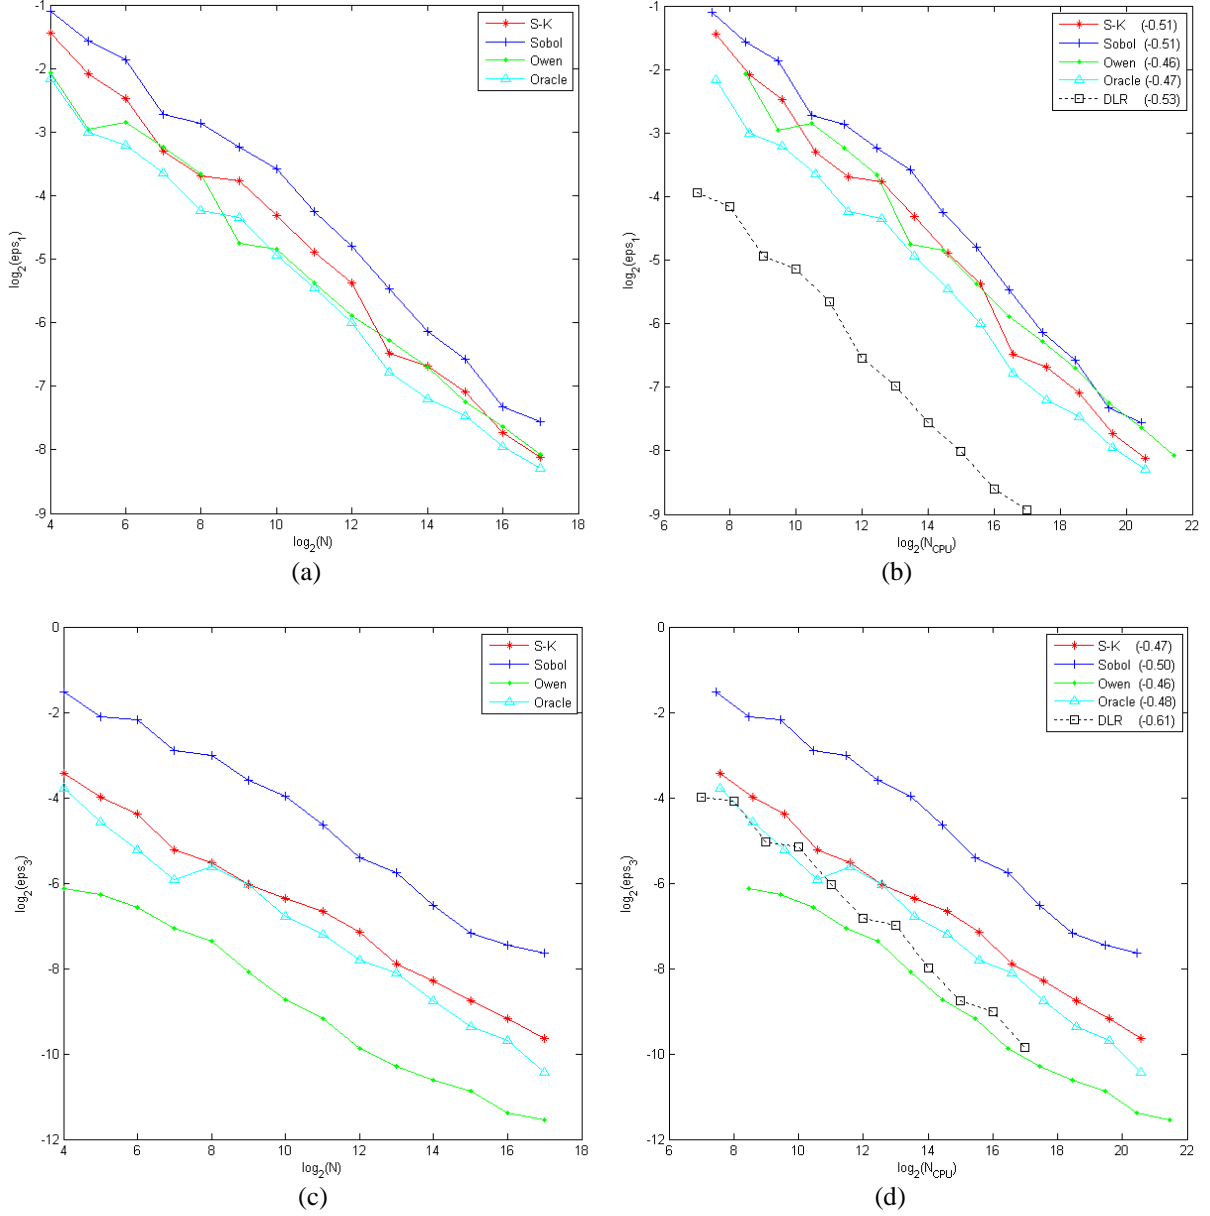 -1
-2
-3
-4
-5
-6
-7
-8
-9
log2(eps1)
4 6 8 10 12 14 16 18
log2(N)
S-K
Sobol
Owen
Oracle
(a)
-1
-2
-3
-4
-5
-6
-7
-8
-9
log2(eps1)
6 8 10 12 14 16 18 20 22
log2(NCPU)
S-K (-0.51)
Sobol (-0.51)
Owen (-0.46)
Oracle (-0.47)
DLR (-0.53)
(b)
0
-2
-4
-6
-8
-10
-12
log2(eps3)
4 6 8 10 12 14 16 18
log2(N)
S-K
Sobol
Owen
Oracle
(c)
0
-2
-4
-6
-8
-10
-12
log2(eps3)
6 8 10 12 14 16 18 20 22
log2(NCPU)
S-K (-0.47)
Sobol (-0.50)
Owen (-0.46)
Oracle (-0.48)
DLR (-0.61)
(d)